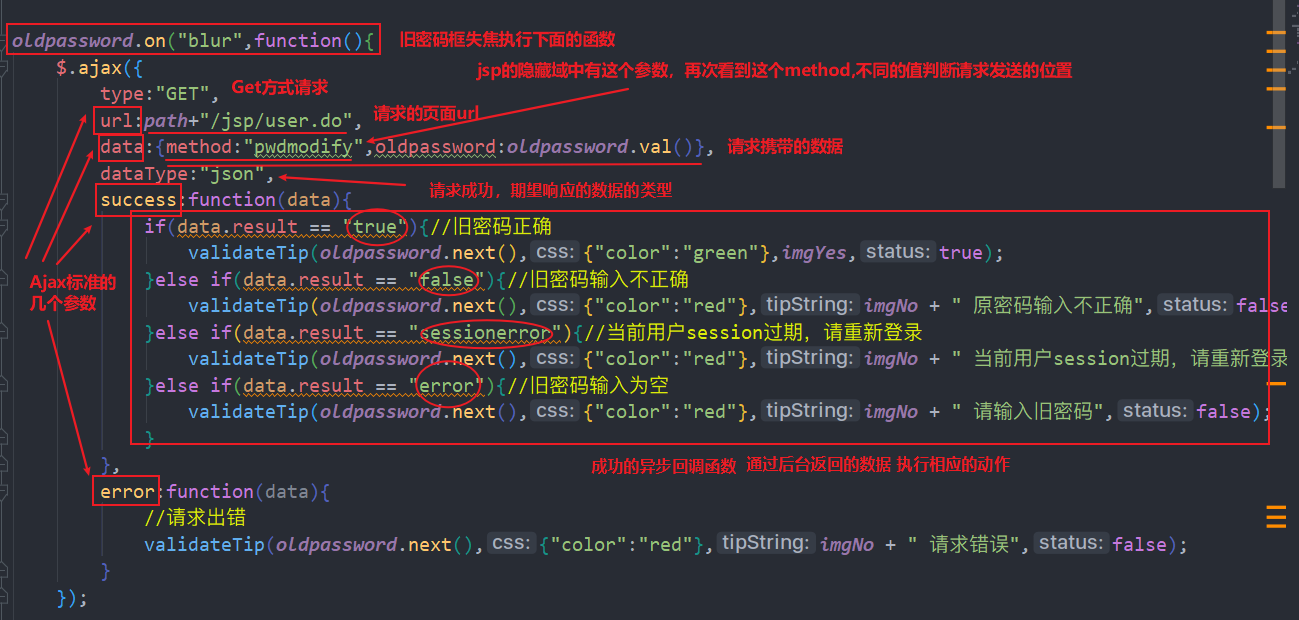 oldpassword.on("blur",function(){ 旧密码框失焦执行下面的函数
$.ajax({ jsp的隐藏域中有这个参数，再次看到这个method,不同的值判断请求发送的位置
type:"GET", Get方式请求
url:path+"/jsp/user.do", 请求的页面url
data:{method:"pwdmodify",oldpassword:oldpassword.val()}, 请求携带的数据
dataType:"json", 请求成功，期望响应的数据的类型
success:function(data){
if(data.result == "true"){//旧密码正确
validateTip(oldpassword.next(), css: {"color":"green"},imgYes, status: true);
Ajax标准的
几个参数
}else if(data.result == "false"){//旧密码输入不正确
validateTip(oldpassword.next(), css: {"color":"red"}, tipString: imgNo + " 原密码输入不正确", status: false
}else if(data.result == "sessionerror"){//当前用户session过期，请重新登录
validateTip(oldpassword.next(), css: {"color":"red"}, tipString: imgNo + " 当前用户session过期，请重新登录
}else if(data.result == "error"){//旧密码输入为空
validateTip(oldpassword.next(), css: {"color":"red"}, tipString: imgNo + " 请输入旧密码", status: false);
}
}, 成功的异步回调函数 通过后台返回的数据 执行相应的动作
error:function(data){
//请求出错
validateTip(oldpassword.next(), css: {"color":"red"}, tipString: imgNo + " 请求错误", status: false);
}
});